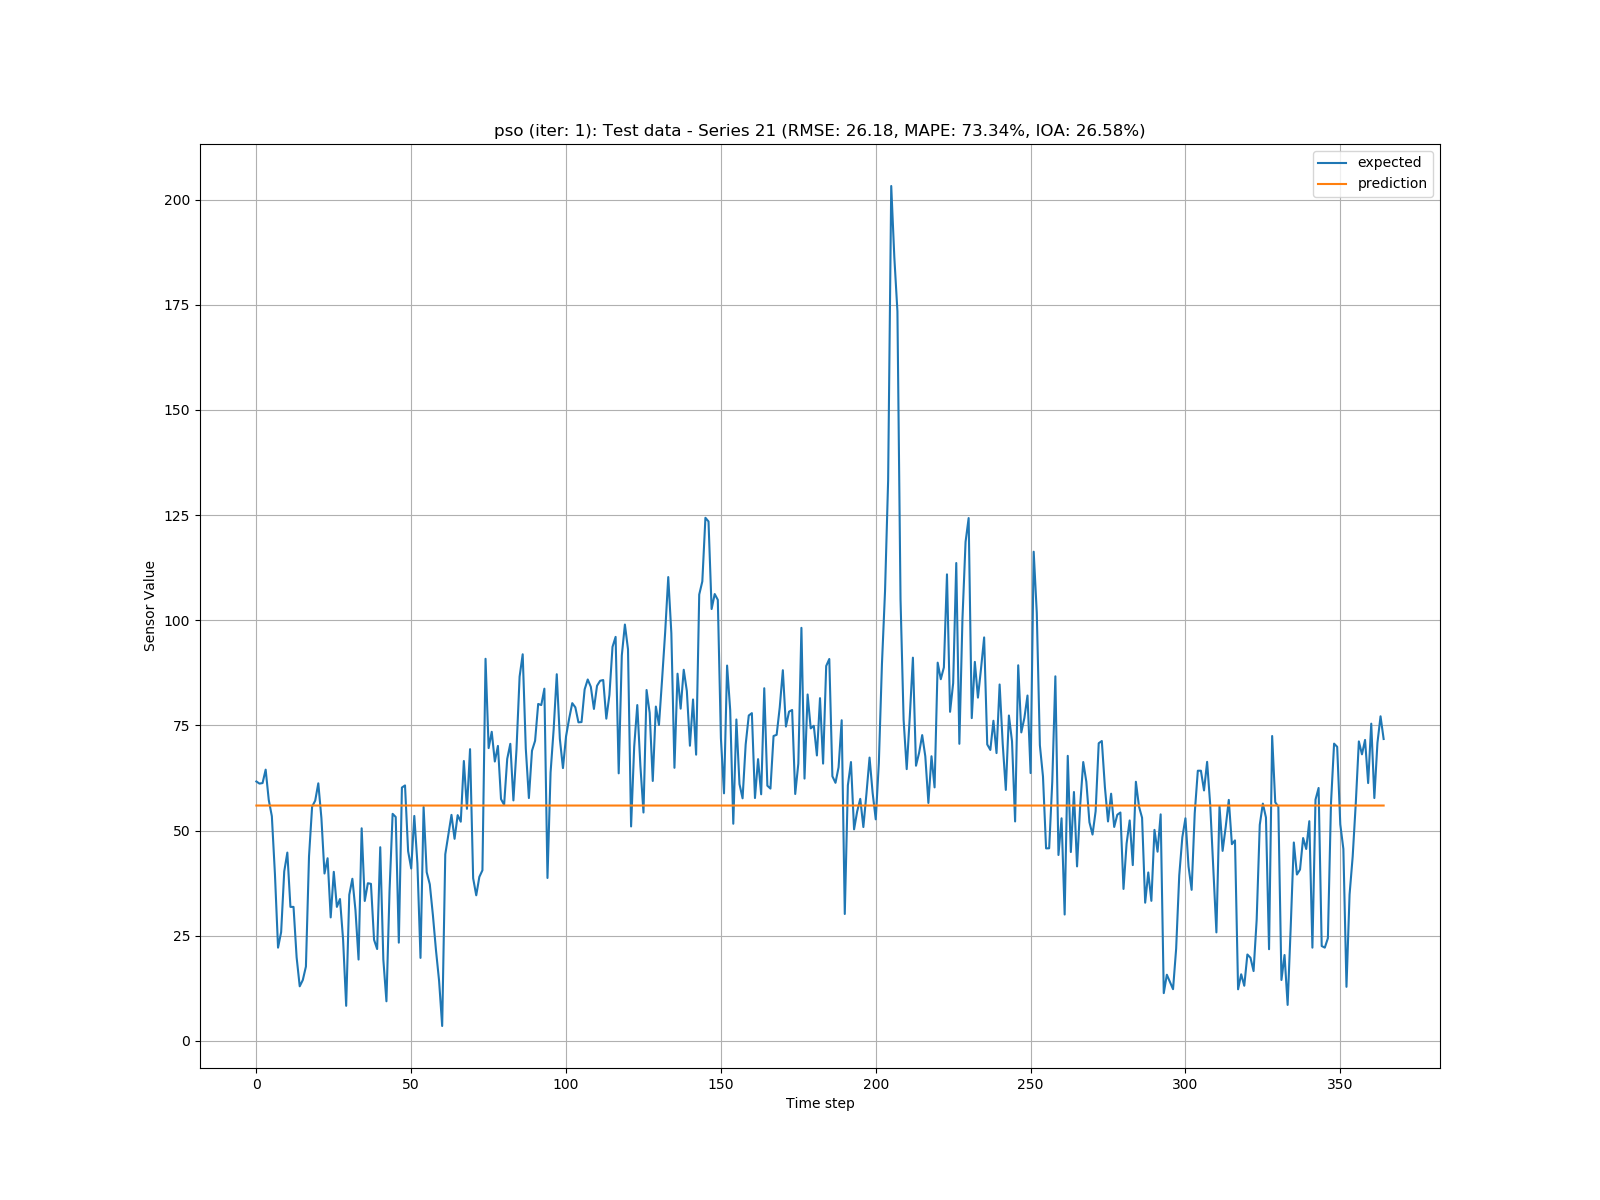 pso (iter: 1): Test data - Series 21 (RMSE: 26.18, MAPE: 73.34%, IOA: 26.58%)
expected
prediction
200
175
150
125
100
75
50
25
0
Sensor Value
0 50 100 150 200 250 300 350
Time step